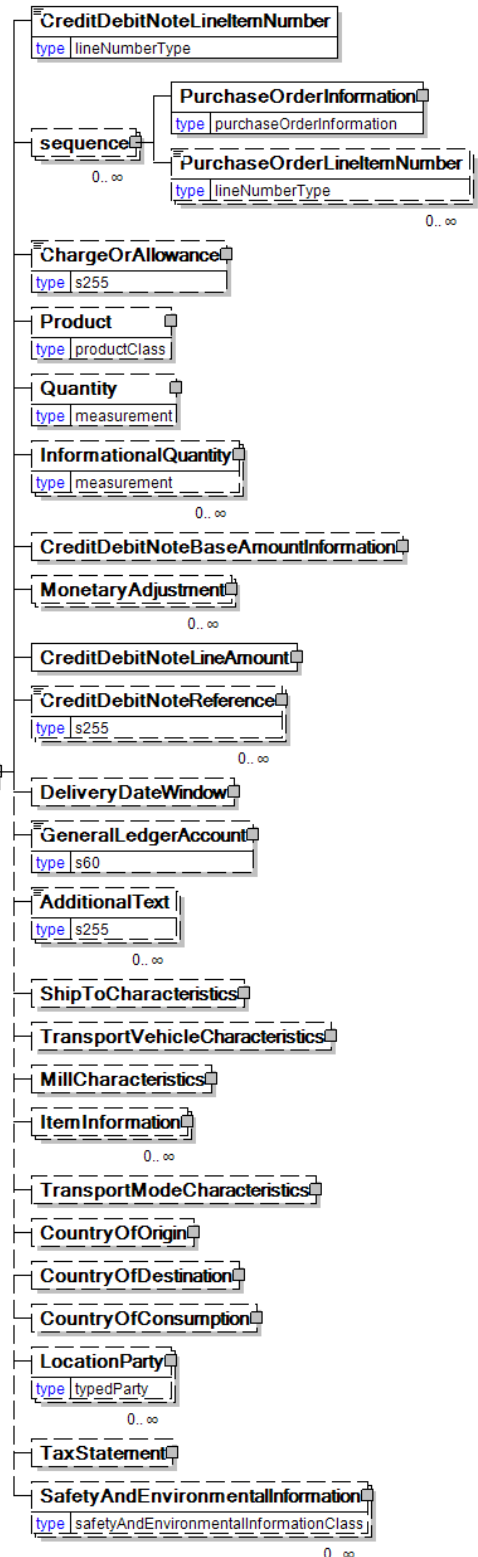 CreditDebitNoteLineItemNumber
type lineNumberType
PurchaseOrderInformation
type purchaseOrderInformation
sequence
0.. ∞
PurchaseOrderLineItemNumber
type lineNumberType
0.. ∞
ChargeOrAllowance
type s255
Product
type productClass
Quantity
type measurement
InformationalQuantity
type measurement
0.. ∞
CreditDebitNoteBaseAmountInformation
MonetaryAdjustment
0.. ∞
CreditDebitNoteLineAmount
CreditDebitNoteReference
type s255
0.. ∞
DeliveryDateWindow
GeneralLedgerAccount
type s60
AdditionalText
type s255
0.. ∞
ShipToCharacteristics
TransportVehicleCharacteristics
MillCharacteristics
ItemInformation
0.. ∞
TransportModeCharacteristics
CountryOfOrigin
CountryOfDestination
CountryOfConsumption
LocationParty
type typedParty
0.. ∞
TaxStatement
SafetyAndEnvironmentalInformation
type safetyAndEnvironmentalInformationClass
0.. ∞